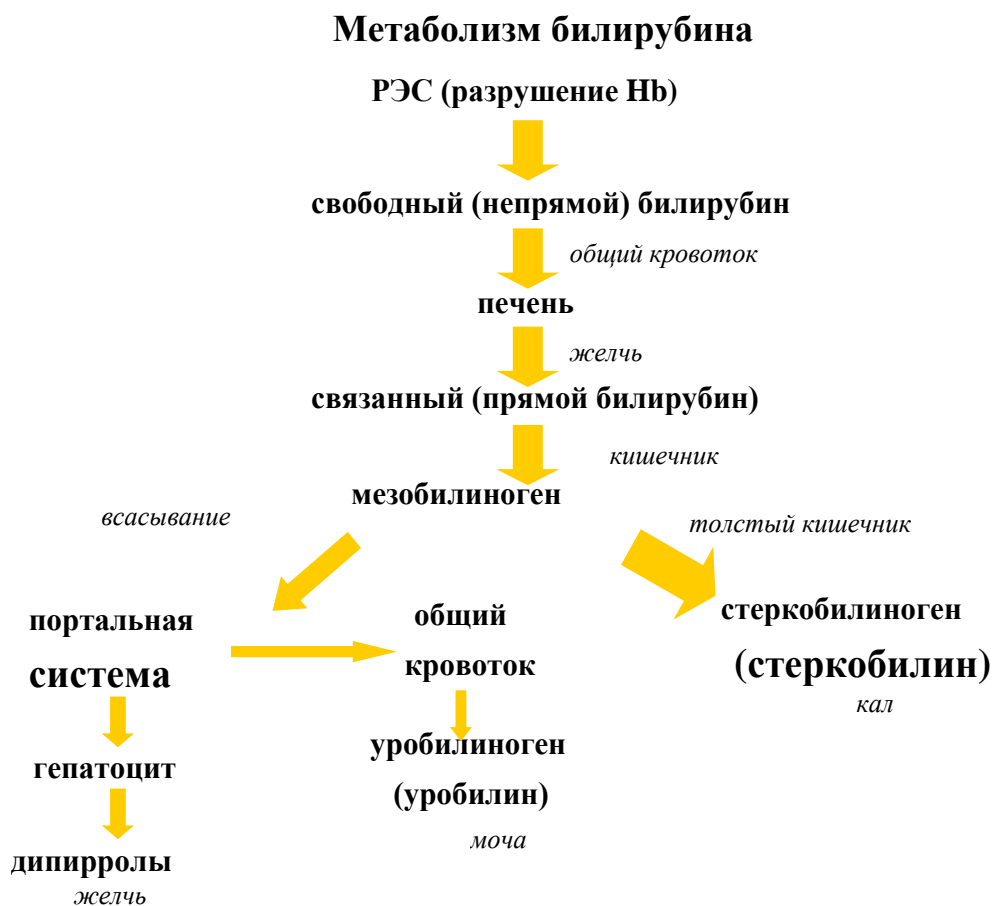 Метаболизм билирубина
РЭС (разрушение Hb)
свободный (непрямой) билирубин
общий кровоток
печень
желчь
связанный (прямой билирубин)
кишечник
мезобилиноген
всасывание
толстый кишечник
портальная
система
общий
кровоток
стеркобилиноген
(стеркобилин)
кал
гепатоцит
уробилиноген
(уробилин)
моча
дипирролы
желчь